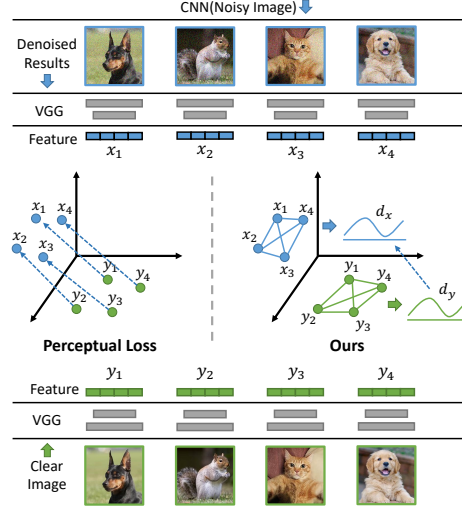 CNN(Noisy Image)
Denoised
Results
VGG
Feature
x₁ x₂ x₃ x₄
x₁ x₄
x₂ x₃
y₁ y₄
y₂ y₃
Perceptual Loss
x₁ x₄
x₂ x₃
dₓ
y₁ y₄
y₂ y₃
d_y
Ours
y₁ y₂ y₃ y₄
Feature
VGG
Clear
Image